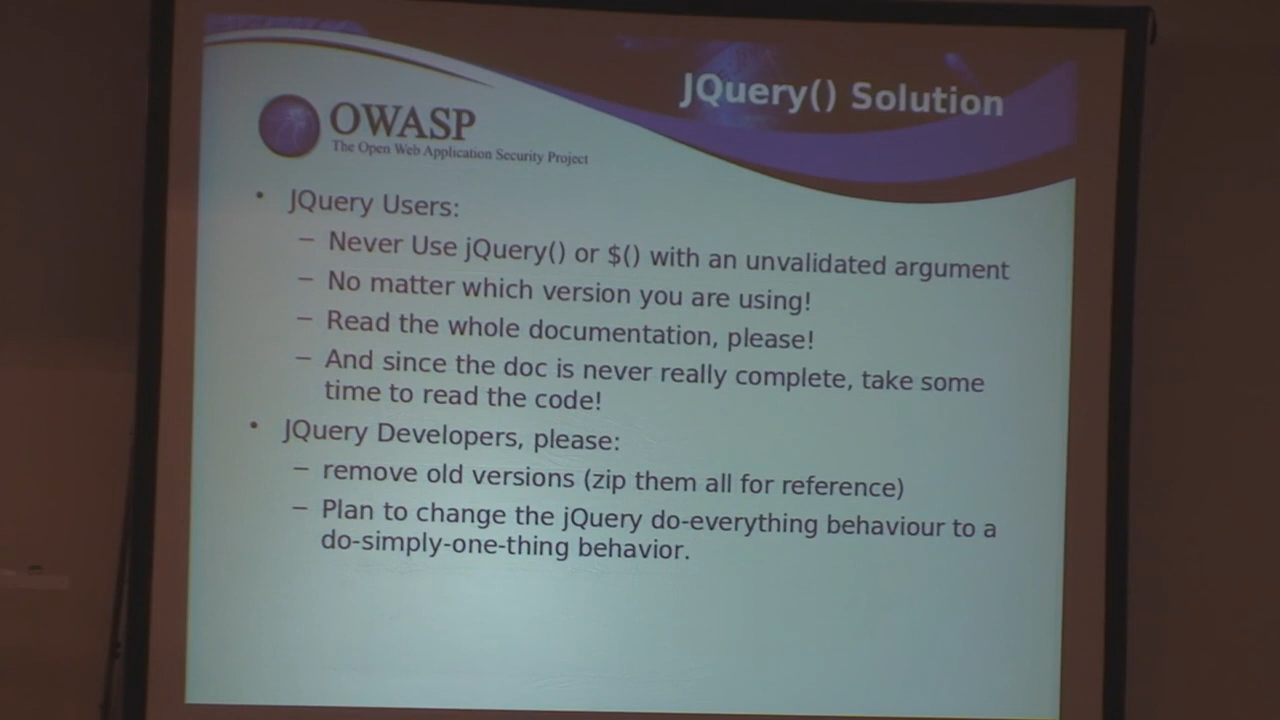 JQuery() Solution
OWASP
The Open Web Application Security Project
• JQuery Users:
– Never Use jQuery() or $() with an unvalidated argument
– No matter which version you are using!
– Read the whole documentation, please!
– And since the doc is never really complete, take some
time to read the code!
• JQuery Developers, please:
– remove old versions (zip them all for reference)
– Plan to change the jQuery do-everything behaviour to a
do-simply-one-thing behavior.